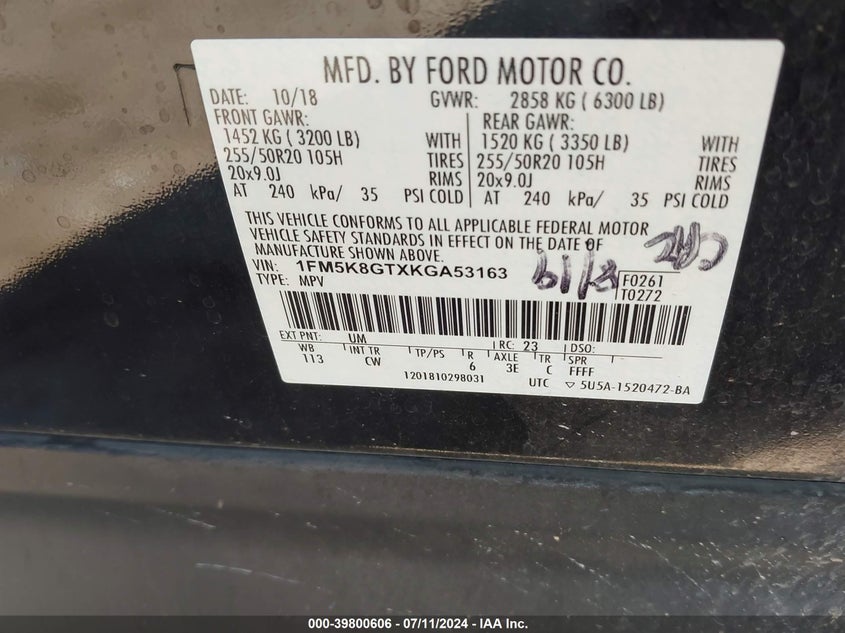 MFD. BY FORD MOTOR CO.
DATE: 10/18 GVWR: 2858 KG ( 6300 LB)
FRONT GAWR: REAR GAWR:
1452 KG ( 3200 LB) WITH 1520 KG ( 3350 LB) WITH
255/50R20 105H TIRES 255/50R20 105H TIRES
20x9.0J RIMS 20x9.0J RIMS
AT 240 kPa/ 35 PSI COLD AT 240 kPa/ 35 PSI COLD
THIS VEHICLE CONFORMS TO ALL APPLICABLE FEDERAL MOTOR
VEHICLE SAFETY STANDARDS IN EFFECT ON THE DATE OF
MANUFACTURE SHOWN ABOVE.
VIN: 1FM5K8GTXKGA53163 F0261
TYPE: MPV T0272
EXT PNT: UM RC: 23 DSO:
WB INT TR TP/PS R AXLE TR SPR
113 CW 6 3E C FFFF
1201810298031 UTC ▽ 5U5A-1520472-BA
000-39800606 - 07/11/2024 - IAA Inc.